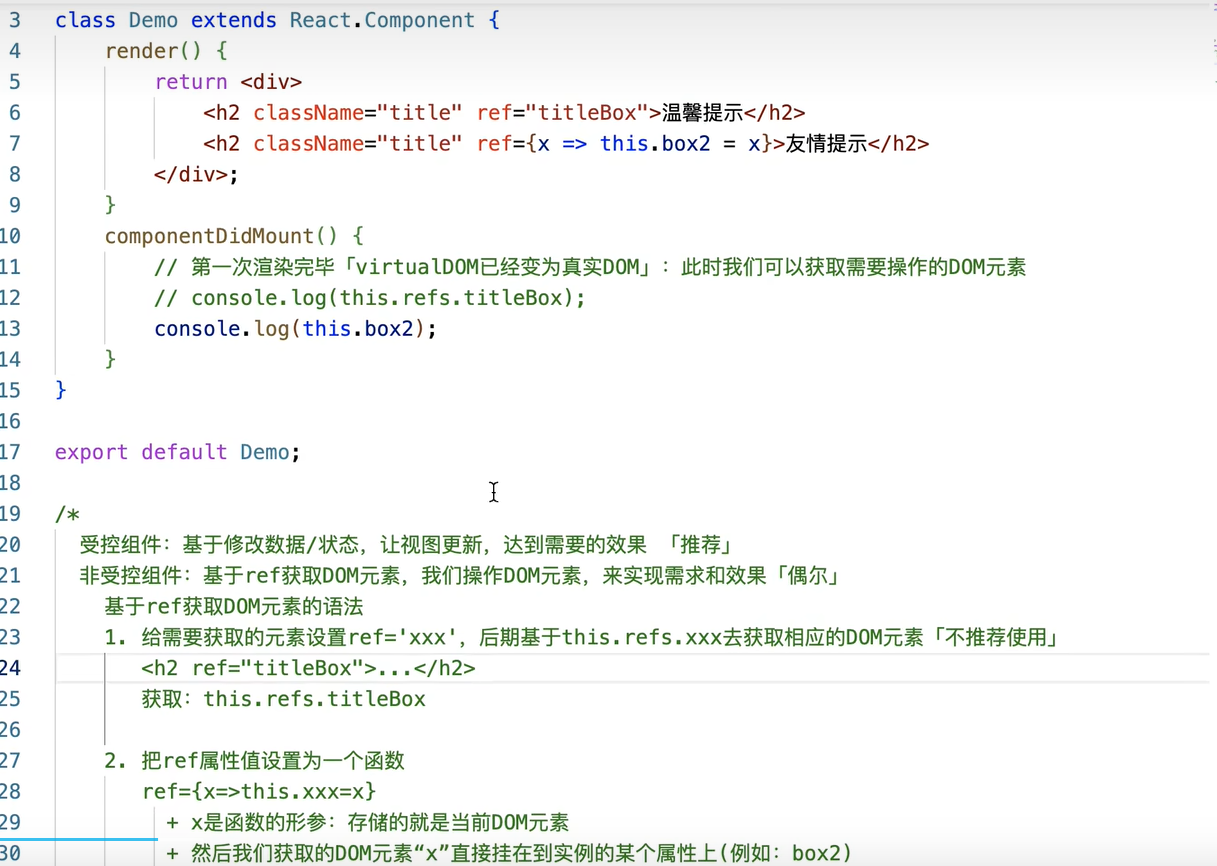 3 class Demo extends React.Component {
4 render() {
5 return <div>
6 <h2 className="title" ref="titleBox">温馨提示</h2>
7 <h2 className="title" ref={x => this.box2 = x}>友情提示</h2>
8 </div>;
9 }
10 componentDidMount() {
11 // 第一次渲染完毕「virtualDOM已经变为真实DOM」：此时我们可以获取需要操作的DOM元素
12 // console.log(this.refs.titleBox);
13 console.log(this.box2);
14 }
15 }
16
17 export default Demo;
18
19 /*
20 受控组件：基于修改数据/状态，让视图更新，达到需要的效果 「推荐」
21 非受控组件：基于ref获取DOM元素，我们操作DOM元素，来实现需求和效果「偶尔」
22 基于ref获取DOM元素的语法
23 1. 给需要获取的元素设置ref='xxx'，后期基于this.refs.xxx去获取相应的DOM元素「不推荐使用」
24 <h2 ref="titleBox">...</h2>
25 获取：this.refs.titleBox
26
27 2. 把ref属性值设置为一个函数
28 ref={x=>this.xxx=x}
29 + x是函数的形参：存储的就是当前DOM元素
30 + 然后我们获取的DOM元素“x”直接挂在到实例的某个属性上(例如：box2)